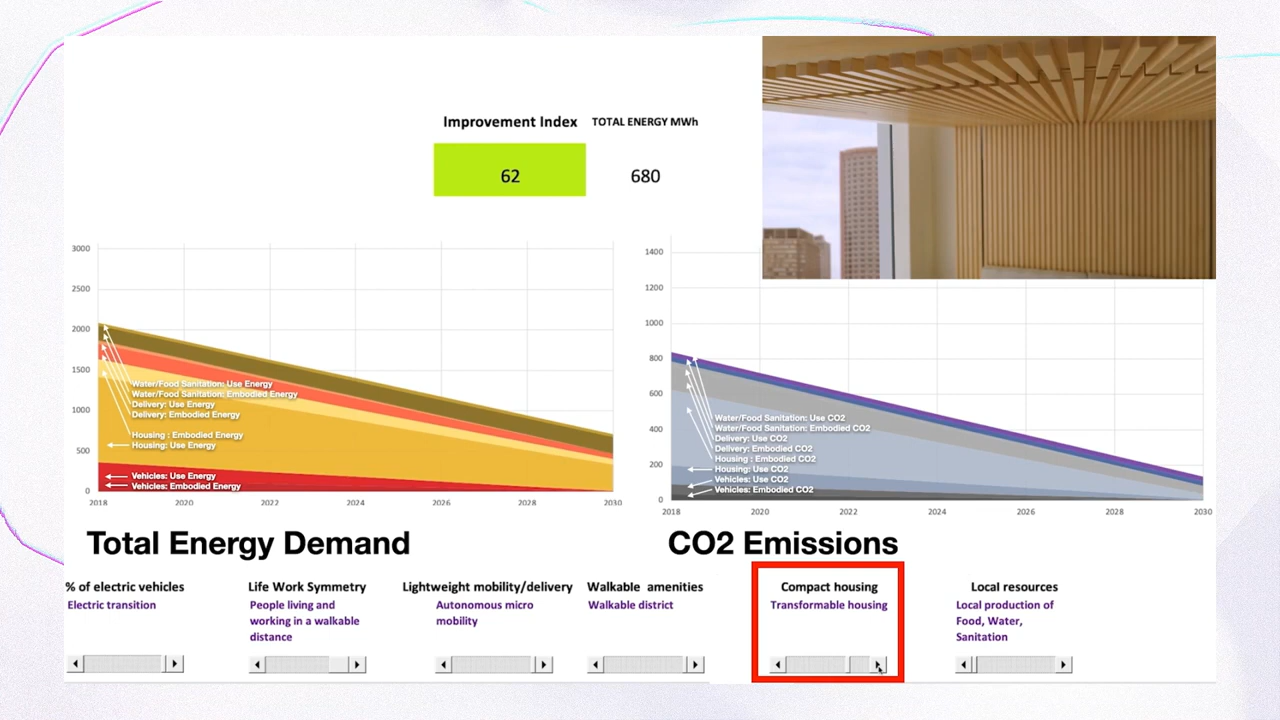 Improvement Index
TOTAL ENERGY MWh
62
680
3000
2500
2000
1500
1000
500
0
Water/Food Sanitation: Use Energy
Water/Food Sanitation: Embodied Energy
Delivery: Use Energy
Delivery: Embodied Energy
Housing : Embodied Energy
Housing: Use Energy
Vehicles: Use Energy
Vehicles: Embodied Energy
2018 2020 2022 2024 2026 2028 2030
Total Energy Demand
1400
1200
1000
800
600
400
200
0
Water/Food Sanitation: Use CO2
Water/Food Sanitation: Embodied CO2
Delivery: Use CO2
Delivery: Embodied CO2
Housing : Embodied CO2
Housing: Use CO2
Vehicles: Use CO2
Vehicles: Embodied CO2
2018 2020 2022 2024 2026 2028 2030
CO2 Emissions
% of electric vehicles
Electric transition
Life Work Symmetry
People living and
working in a walkable
distance
Lightweight mobility/delivery
Autonomous micro
mobility
Walkable amenities
Walkable district
Compact housing
Transformable housing
Local resources
Local production of
Food, Water,
Sanitation